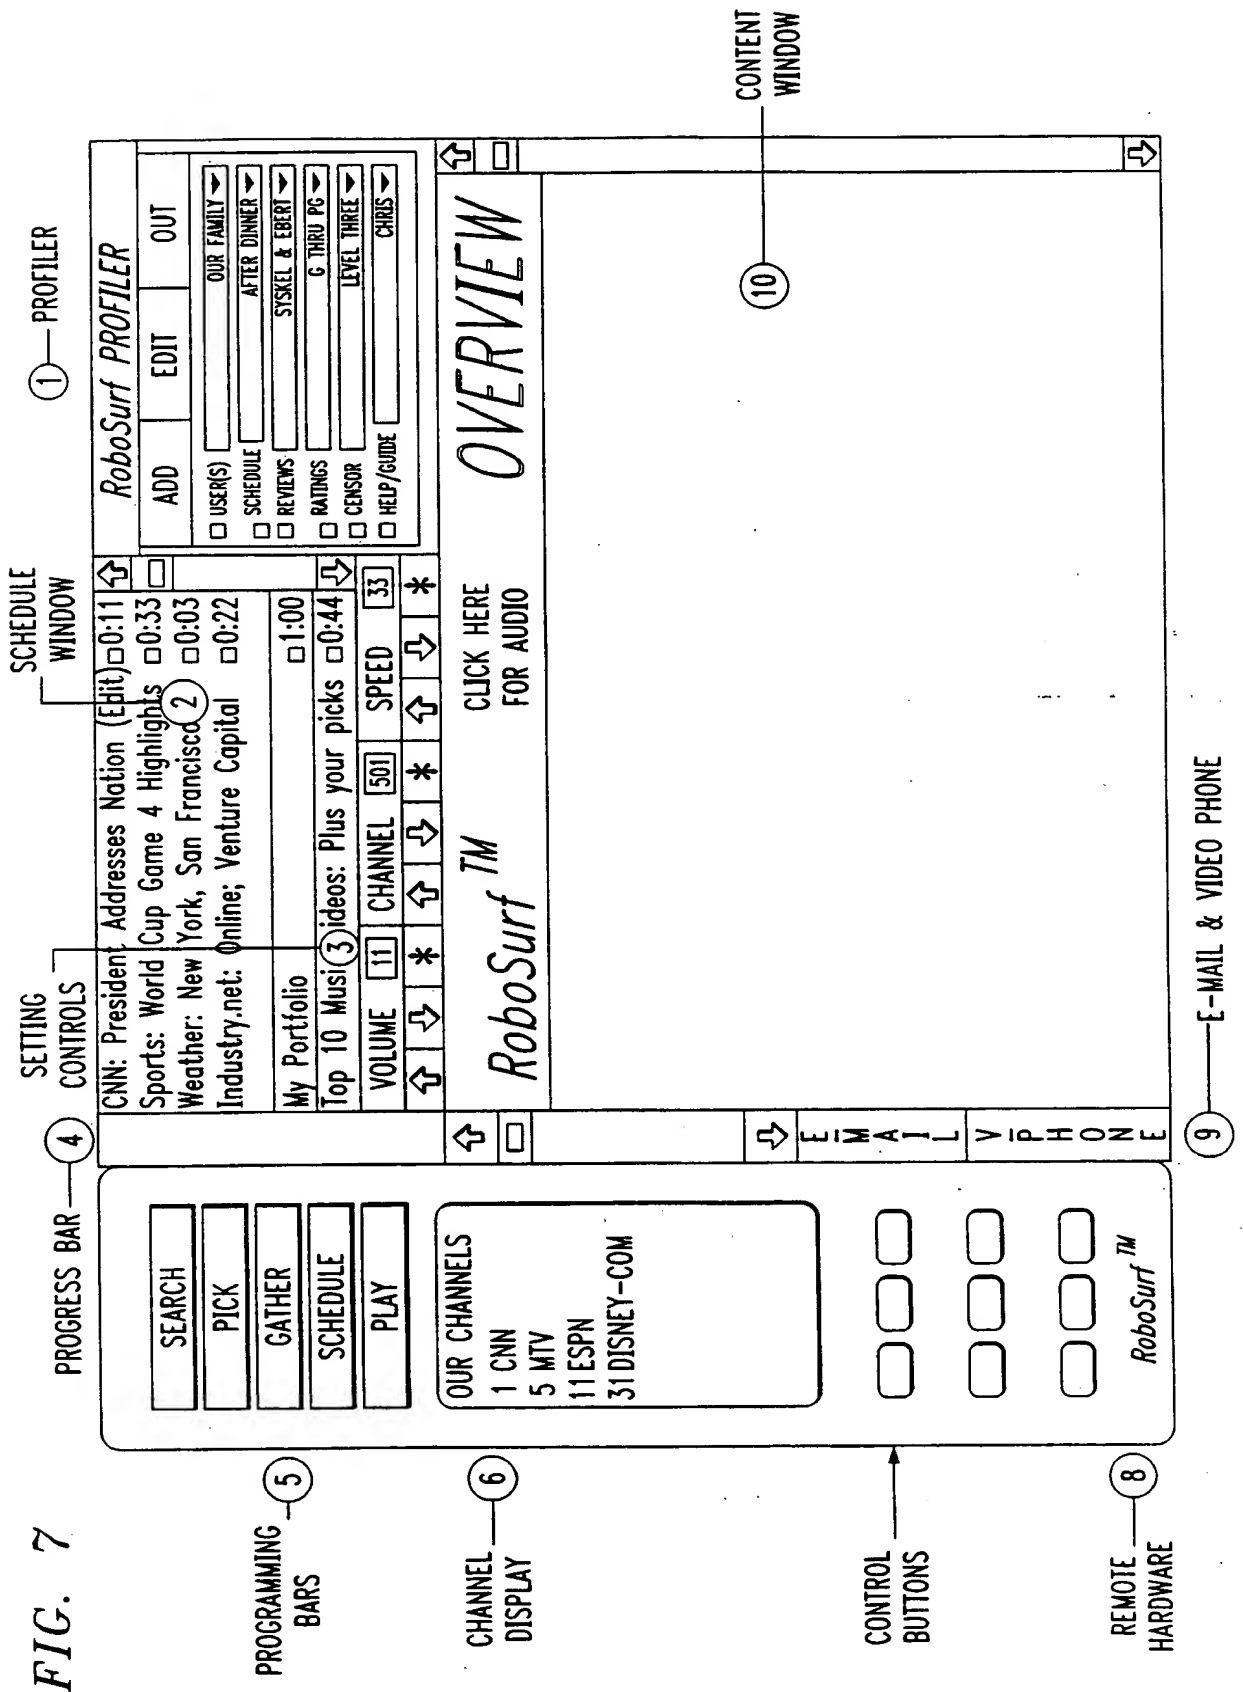 FIG. 7
SETTING
CONTROLS
SCHEDULE
WINDOW
1 PROFILER
PROGRESS BAR 4
CNN: President Addresses Nation (Edit) 0:11
Sports: World Cup Game 4 Highlights 0:33
Weather: New York, San Francisco 2 0:03
Industry.net: Online; Venture Capital 0:22
My Portfolio 1:00
Top 10 Musi 3 ideos: Plus your picks 0:44
VOLUME 11 CHANNEL 501 SPEED 33
* * *
RoboSurf PROFILER
ADD EDIT OUT
USER(S) OUR FAMILY
SCHEDULE AFTER DINNER
REVIEWS SYSKEL & EBERT
RATINGS G THRU PG
CENSOR LEVEL THREE
HELP/GUIDE CHRIS
PROGRAMMING
BARS
5
SEARCH
PICK
GATHER
SCHEDULE
PLAY
RoboSurf TM
CLICK HERE
FOR AUDIO
OVERVIEW
CHANNEL
DISPLAY
6
OUR CHANNELS
1 CNN
5 MTV
11 ESPN
31 DISNEY-COM
10
CONTENT
WINDOW
E-MAIL
V-PHONE
CONTROL
BUTTONS
REMOTE
HARDWARE
8
RoboSurf TM
9 E-MAIL & VIDEO PHONE